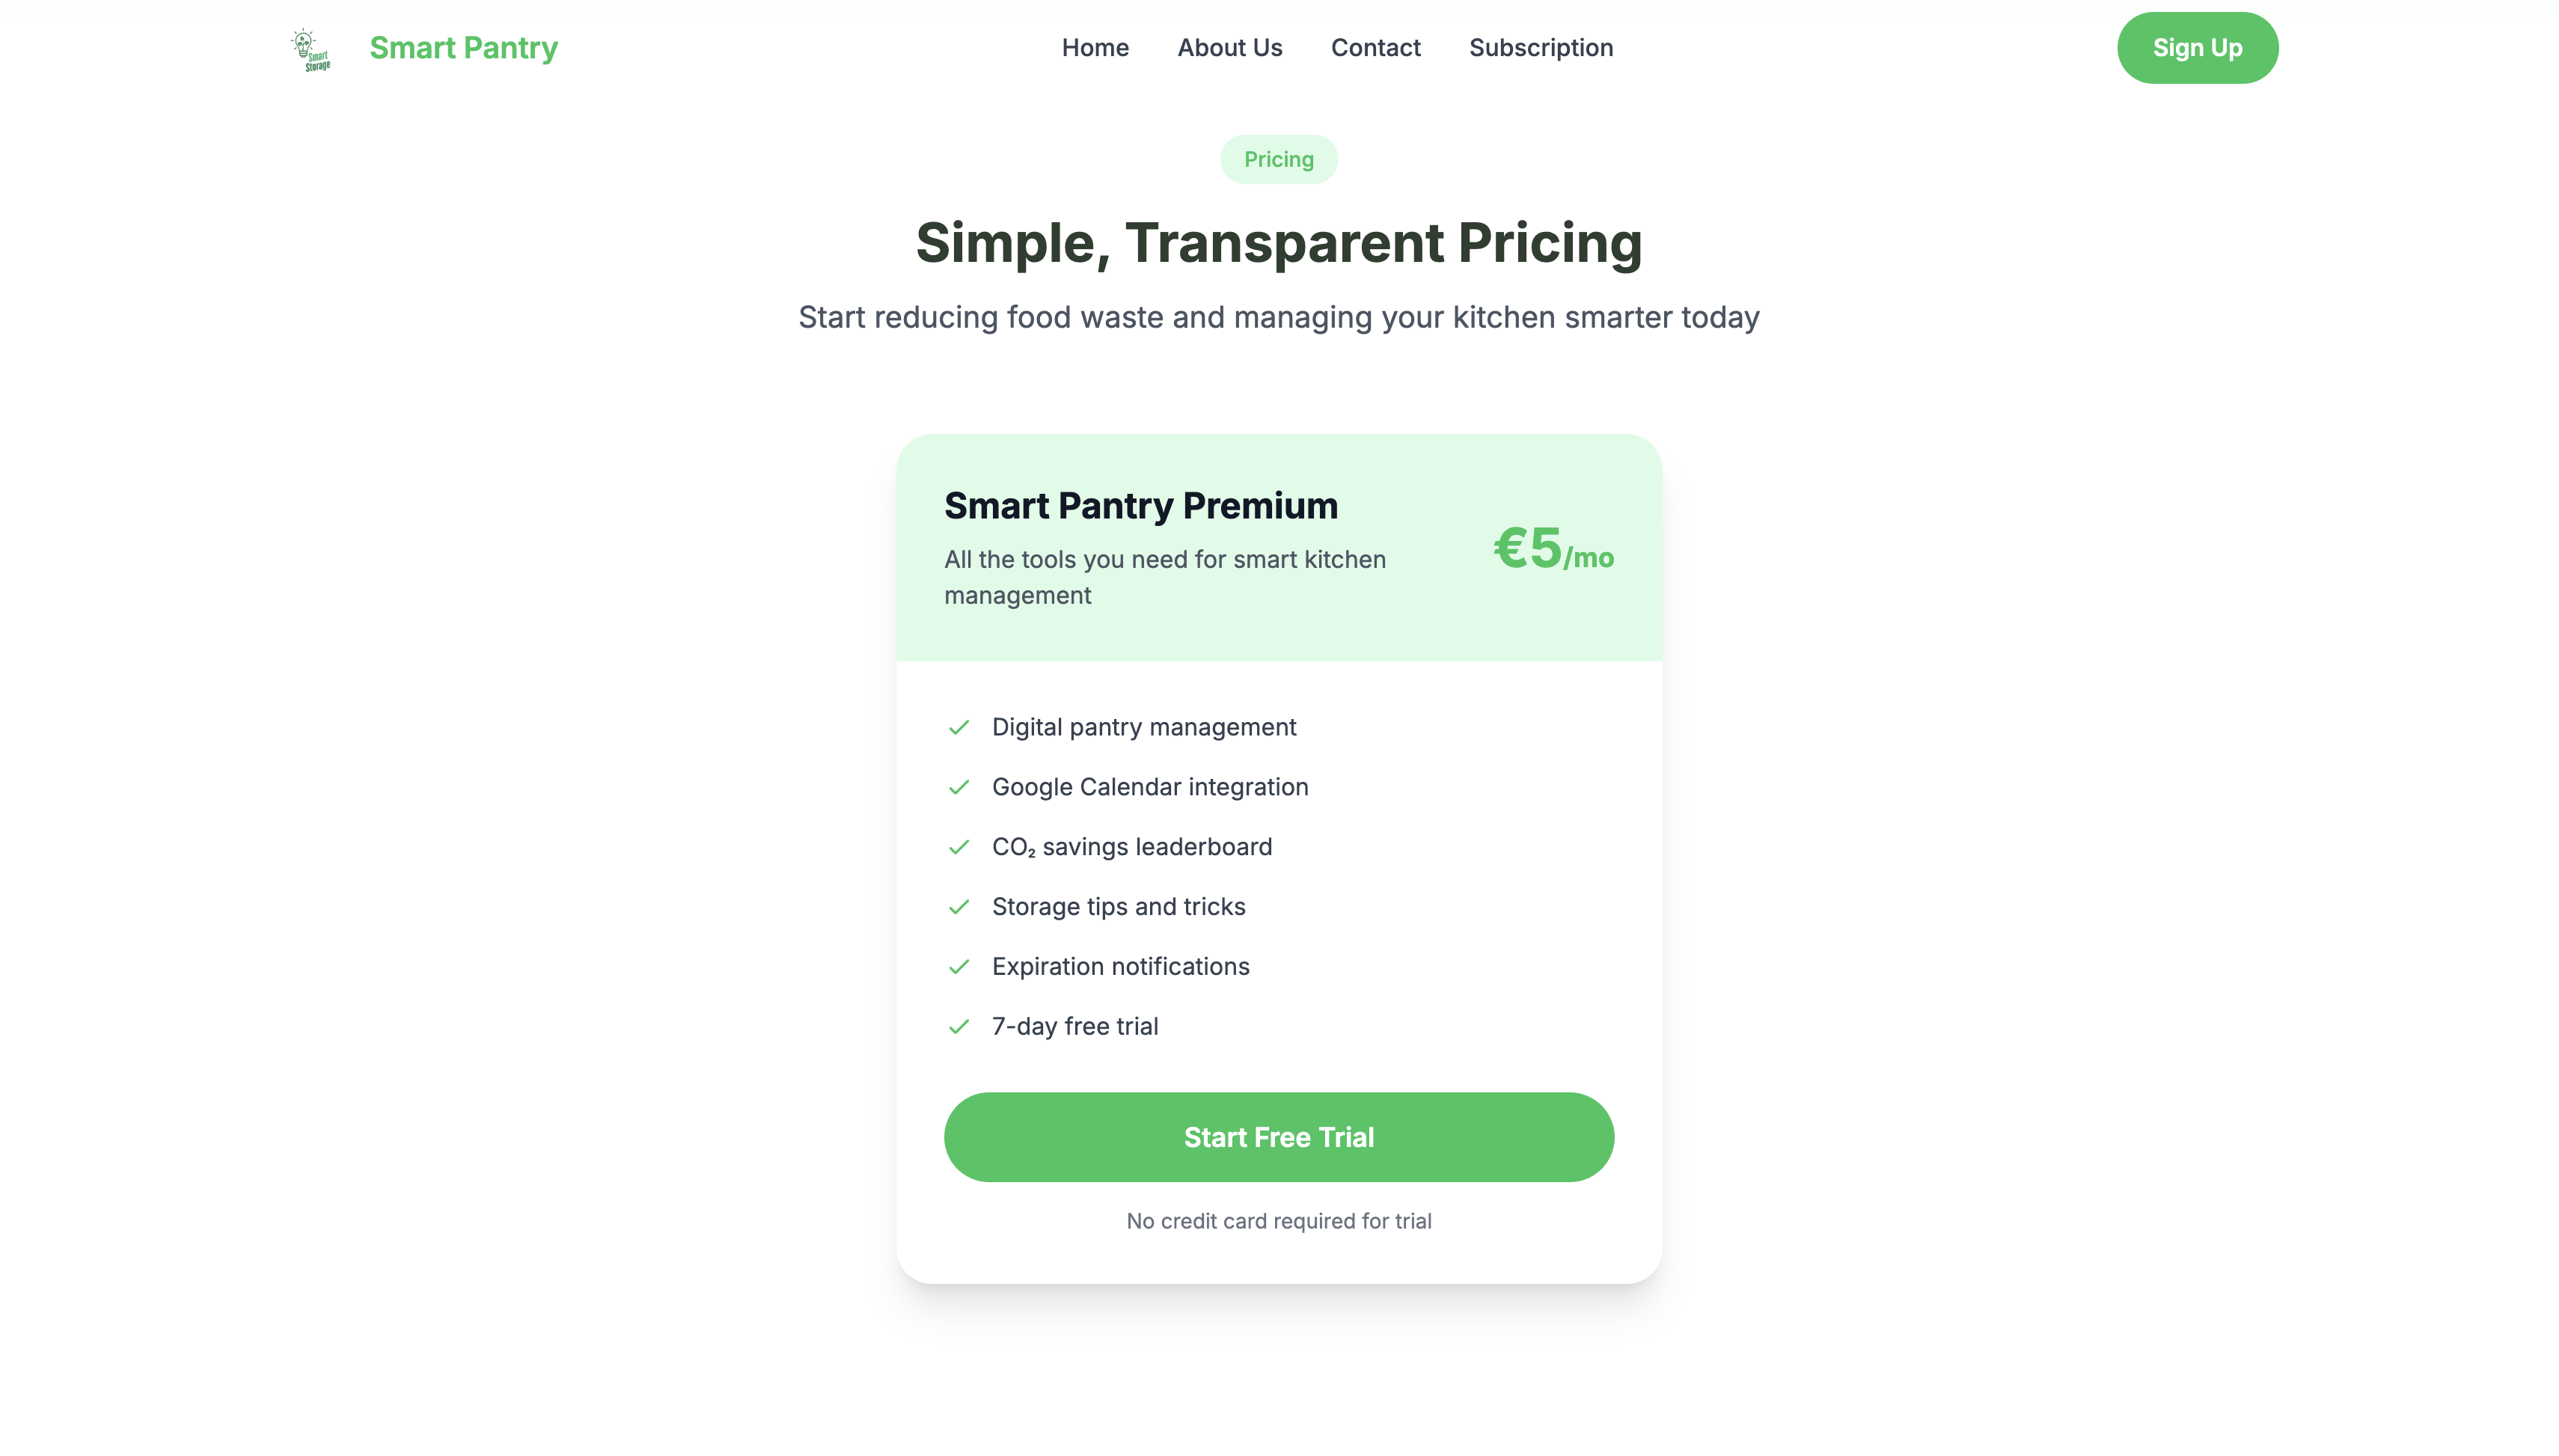 Smart
Storage
Smart Pantry
Home
About Us
Contact
Subscription
Sign Up
Pricing
Simple, Transparent Pricing
Start reducing food waste and managing your kitchen smarter today
Smart Pantry Premium
All the tools you need for smart kitchen
management
€5/mo
Digital pantry management
Google Calendar integration
CO₂ savings leaderboard
Storage tips and tricks
Expiration notifications
7-day free trial
Start Free Trial
No credit card required for trial